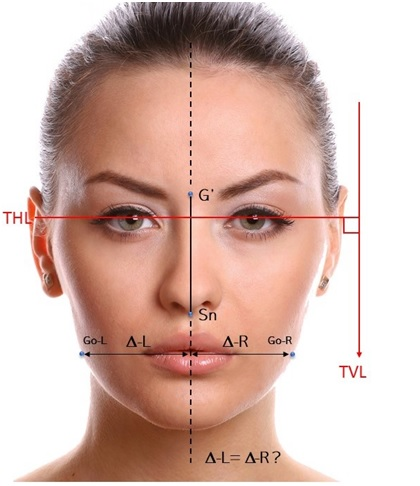 G'
THL
Sn
Go-L Δ-L Δ-R Go-R
TVL
Δ-L= Δ-R?